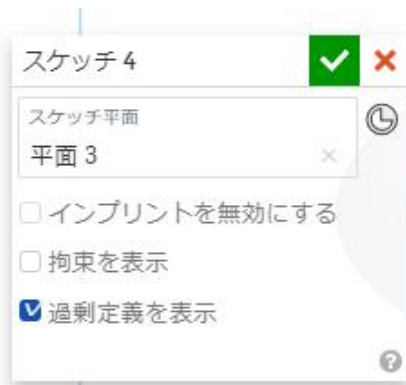 スケッチ 4
スケッチ平面
平面 3
インプリントを無効にする
拘束を表示
過剰定義を表示